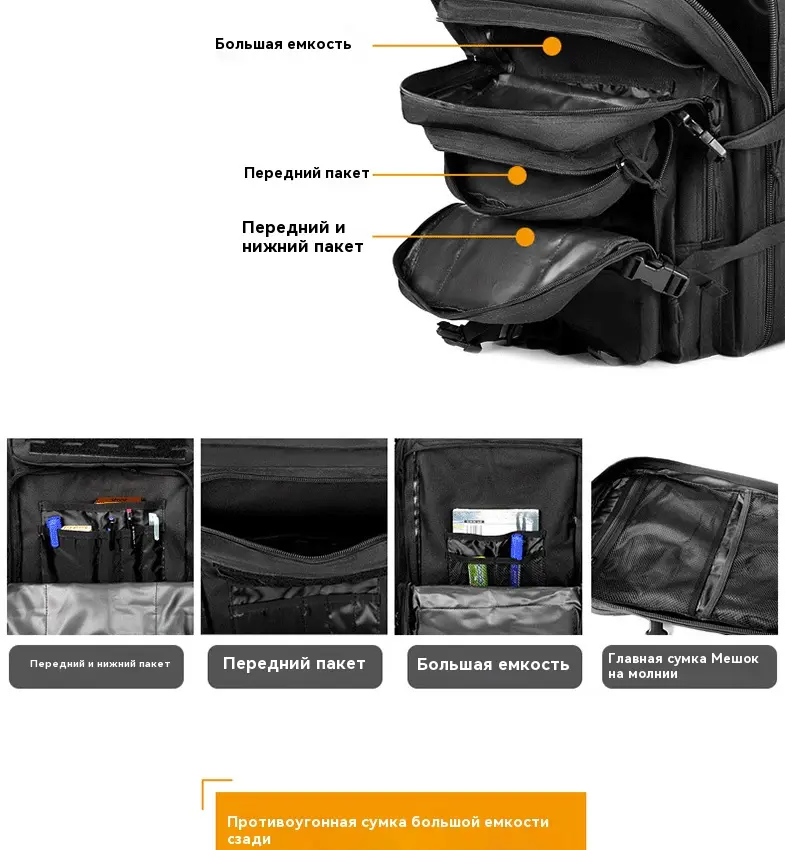 Большая емкость
Передний пакет
Передний и
нижний пакет
Передний и нижний пакет
Передний пакет
Большая емкость
Главная сумка Мешок
на молнии
Противоугонная сумка большой емкости
сзади